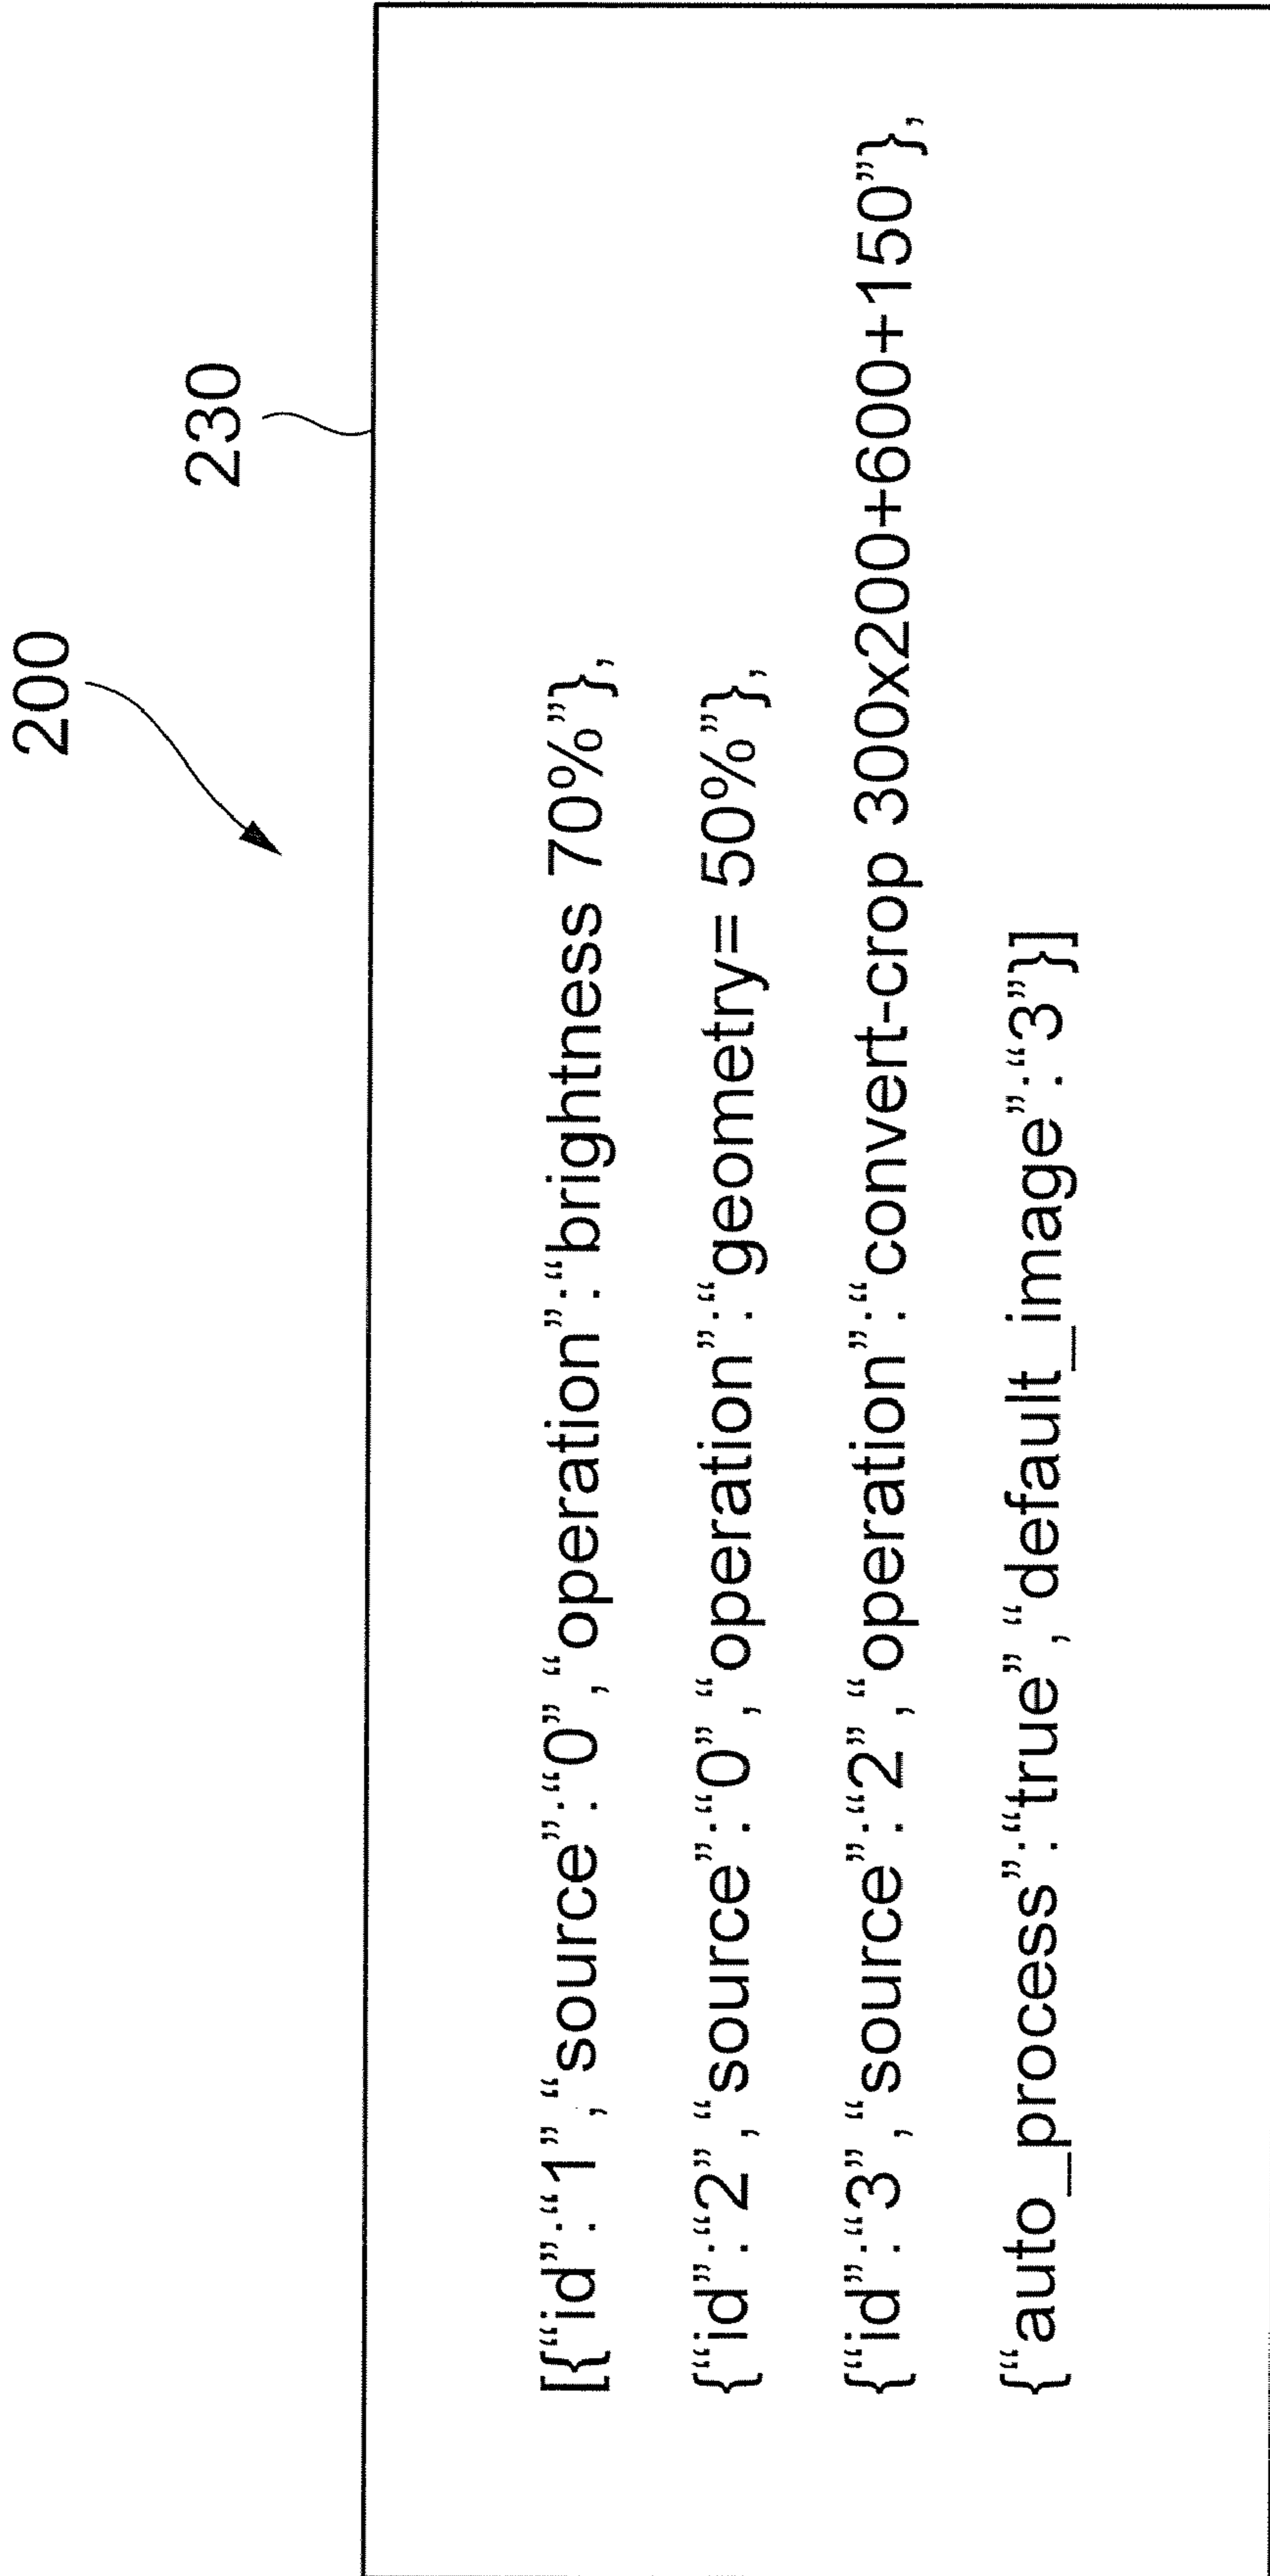 200
230
[{“id”:“1”,“source”:“0”,“operation”:“brightness 70%”},
{“id”:“2”,“source”:“0”,“operation”:“geometry= 50%”},
{“id”:“3”,“source”:“2”,“operation”:“convert-crop 300x200+600+150”},
{“auto_process”:“true”,“default_image”:“3”}]